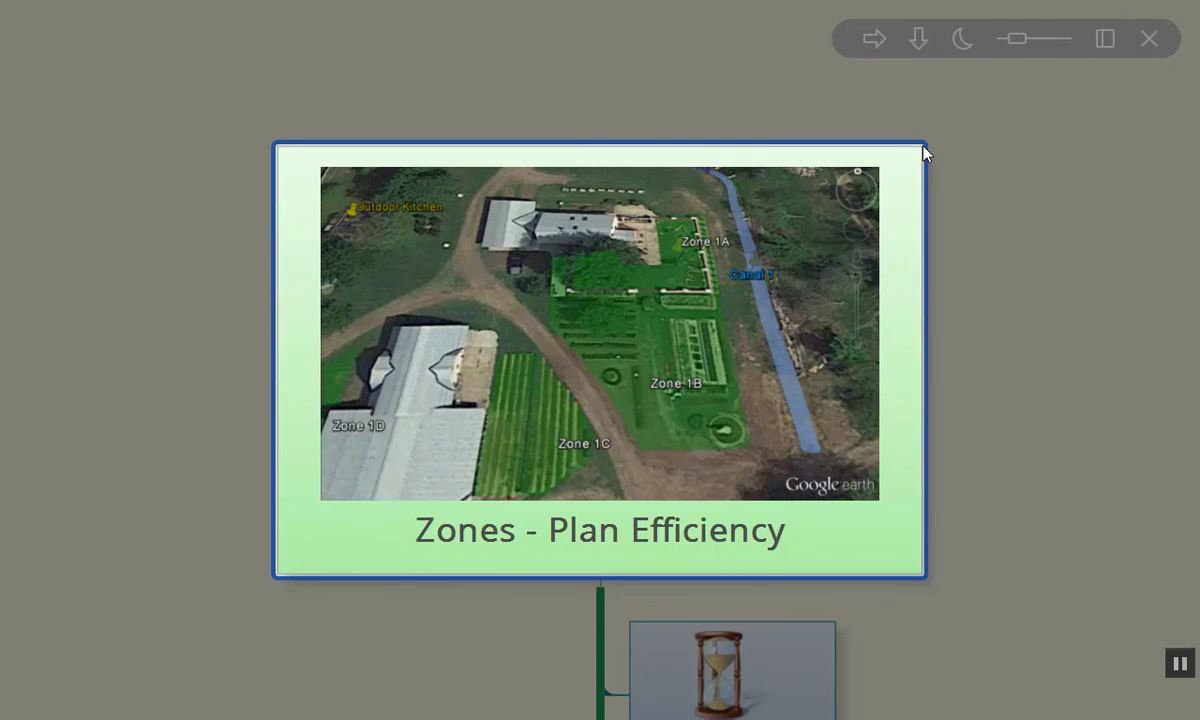 Outdoor Kitchen
Zone 1A
Canal 1
Zone 1B
Zone 1D
Zone 1C
Google earth
Zones - Plan Efficiency